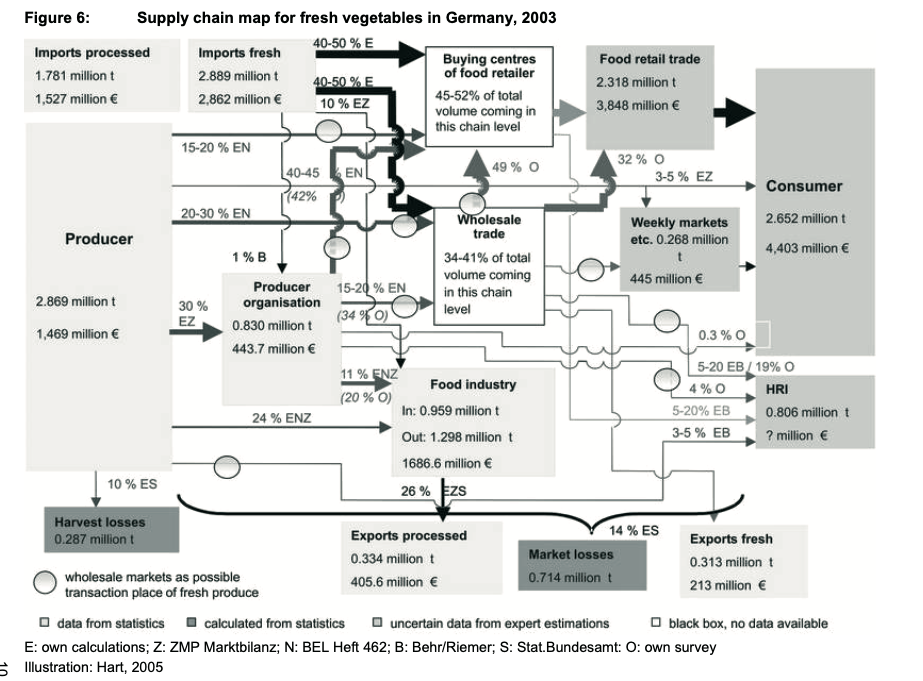 Figure 6: Supply chain map for fresh vegetables in Germany, 2003
Imports processed
1.781 million t
1,527 million €
Imports fresh
2.889 million t
2,862 million €
40-50 % E
40-50 % E
10 % EZ
Buying centres
of food retailer
45-52% of total
volume coming in
this chain level
Food retail trade
2.318 million t
3,848 million €
Producer
2.869 million t
1,469 million €
15-20 % EN
40-45 % EN
(42%
20-30 % EN
1 % B
30 %
EZ
49 % O
32 % O
3-5 % EZ
Consumer
2.652 million t
4,403 million €
Wholesale
trade
34-41% of total
volume coming
in this chain
level
Weekly markets
etc. 0.268 million
t
445 million €
Producer
organisation
0.830 million t
443.7 million €
15-20 % EN
(34 % O)
11 % ENZ
(20 % O)
24 % ENZ
Food industry
In: 0.959 million t
Out: 1.298 million t
1686.6 million €
0.3 % O
5-20 EB / 19% O
4 % O
5-20% EB
3-5 % EB
HRI
0.806 million t
? million €
10 % ES
Harvest losses
0.287 million t
26 % EZS
Exports processed
0.334 million t
405.6 million €
14 % ES
Market losses
0.714 million t
Exports fresh
0.313 million t
213 million €
wholesale markets as possible
transaction place of fresh produce
data from statistics
calculated from statistics
uncertain data from expert estimations
black box, no data available
E: own calculations; Z: ZMP Marktbilanz; N: BEL Heft 462; B: Behr/Riemer; S: Stat.Bundesamt: O: own survey
Illustration: Hart, 2005